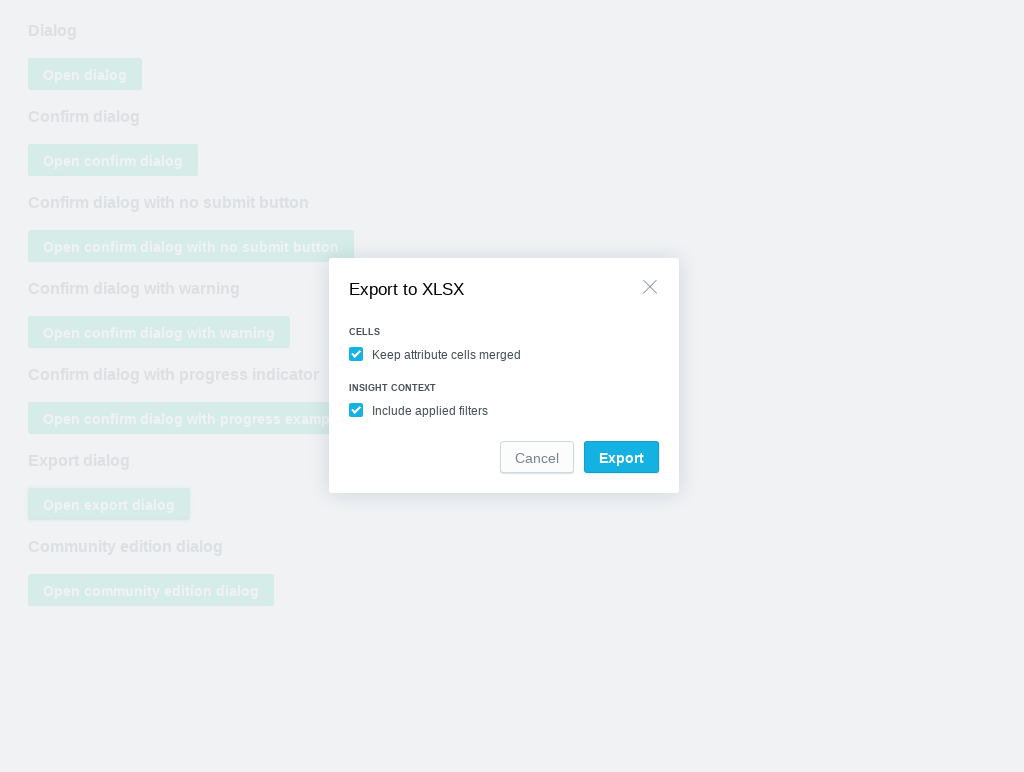 Dialog
Open dialog
Confirm dialog
Open confirm dialog
Confirm dialog with no submit button
Open confirm dialog with no submit button
Confirm dialog with warning
Open confirm dialog with warning
Confirm dialog with progress indicator
Open confirm dialog with progress examp
Export dialog
Open export dialog
Community edition dialog
Open community edition dialog
Export to XLSX
CELLS
Keep attribute cells merged
INSIGHT CONTEXT
Include applied filters
Cancel
Export